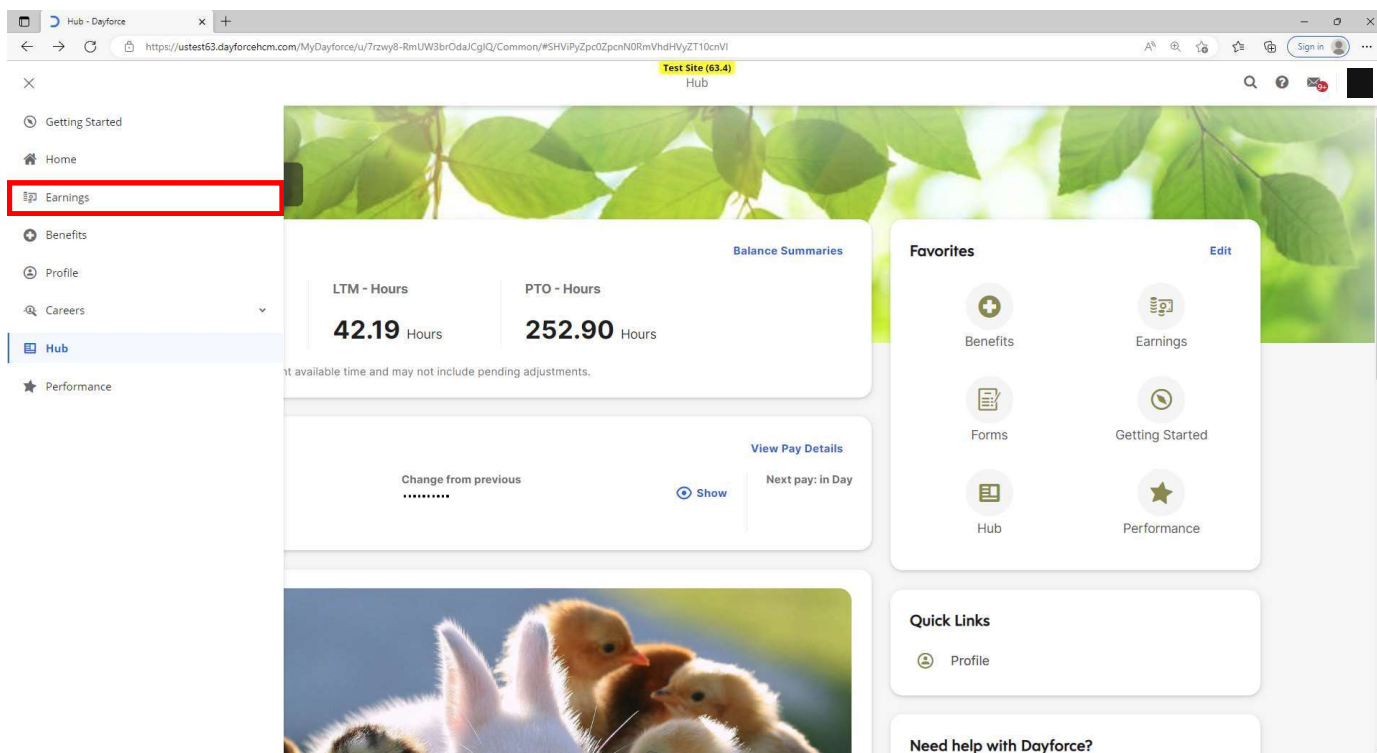 Hub - Dayforce
https://ustest63.dayforcehcm.com/MyDayforce/u/7rzwy8-RmUW3brOdaJCgIQ/Common/#SHViPyZpc0ZpcnN0RmVhdHVyZT10cnVl
Sign in
Test Site (63.4)
Hub
9+
Getting Started
Home
Earnings
Benefits
Profile
Careers
Hub
Performance
Balance Summaries
LTM - Hours
PTO - Hours
42.19 Hours
252.90 Hours
nt available time and may not include pending adjustments.
View Pay Details
Change from previous
Show
Next pay: in Day
Favorites
Edit
Benefits
Earnings
Forms
Getting Started
Hub
Performance
Quick Links
Profile
Need help with Dayforce?